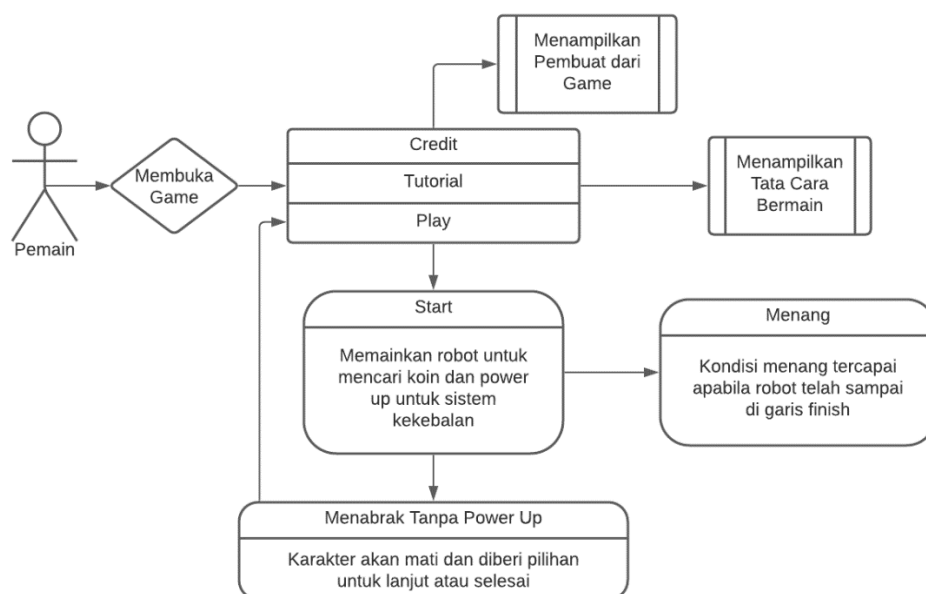 Menampilkan
Pembuat dari
Game
Credit
Tutorial
Play
Menampilkan
Tata Cara
Bermain
Membuka
Game
Pemain
Start
Memainkan robot untuk
mencari koin dan power
up untuk sistem
kekebalan
Menang
Kondisi menang tercapai
apabila robot telah sampai
di garis finish
Menabrak Tanpa Power Up
Karakter akan mati dan diberi pilihan
untuk lanjut atau selesai